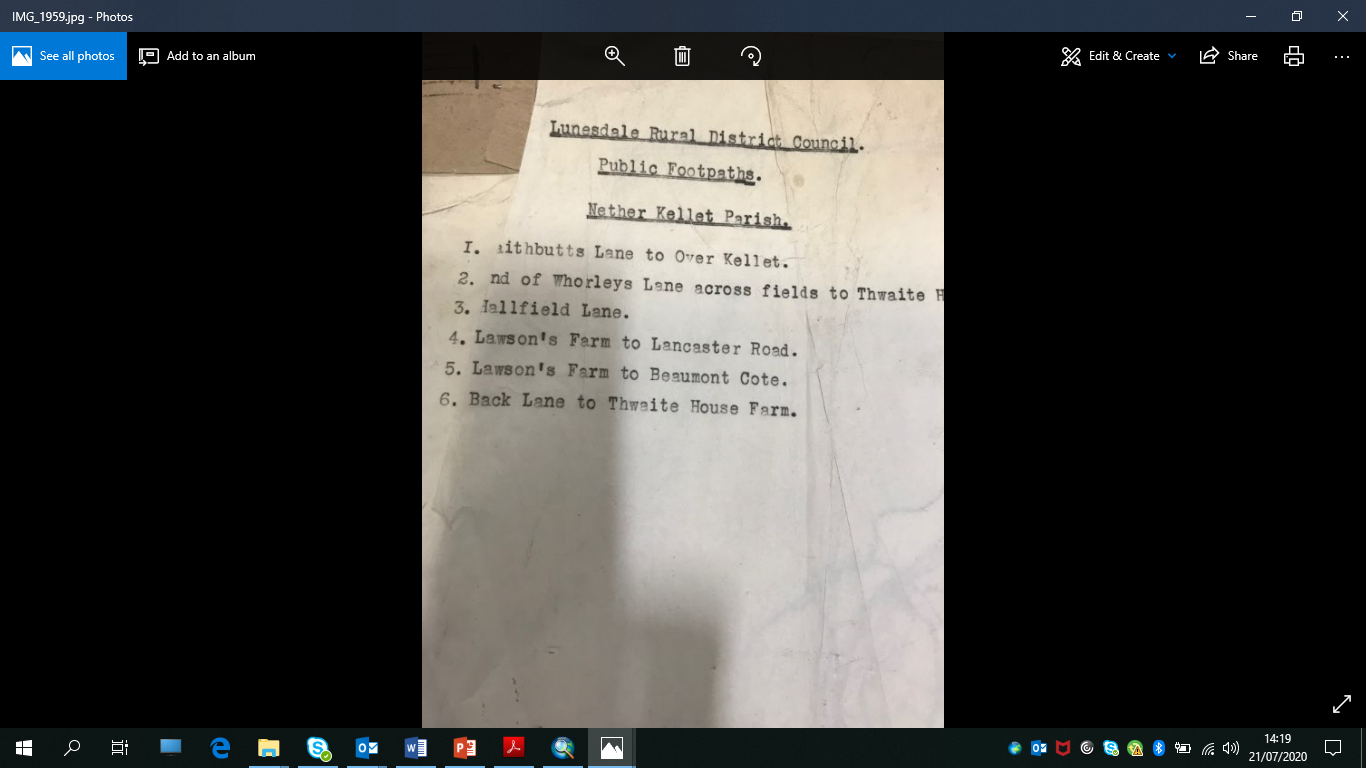 IMG_1959.jpg - Photos
See all photos
Add to an album
Edit & Create
Share
Lunesdale Rural District Council.
Public Footpaths.
Nether Kellet Parish.
I. aithbutts Lane to Over Kellet.
2. nd of Whorleys Lane across fields to Thwaite H
3. Hallfield Lane.
4. Lawson's Farm to Lancaster Road.
5. Lawson's Farm to Beaumont Cote.
6. Back Lane to Thwaite House Farm.
14:19
21/07/2020